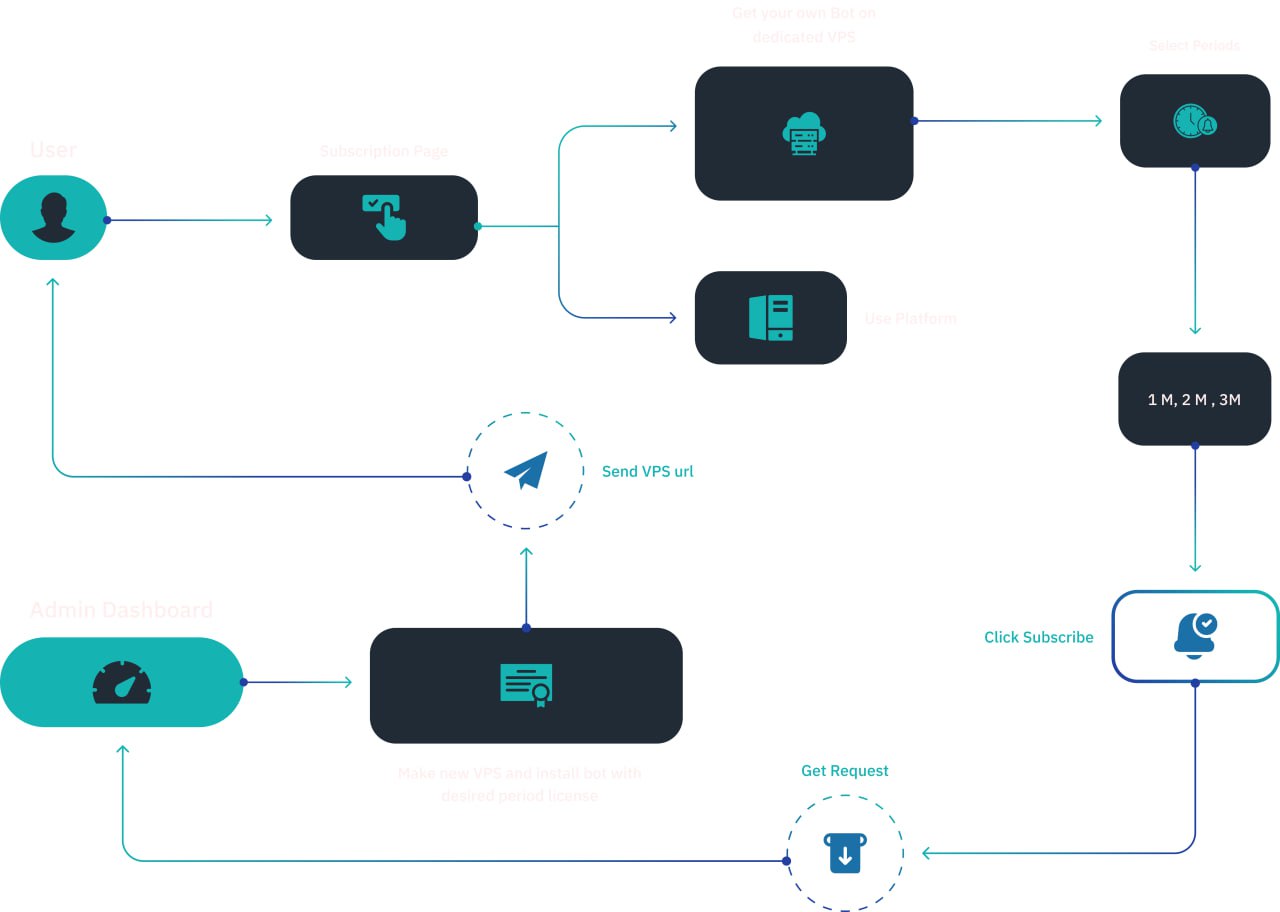 Get your own Bot on
dedicated VPS
Select Periods
User
Subscription Page
Use Platform
1 M, 2 M , 3M
Send VPS url
Admin Dashboard
Click Subscribe
Make new VPS and install bot with
desired period license
Get Request